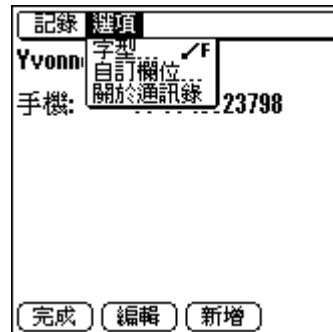 記錄 選項
Yvonn
字型... ✓F
自訂欄位...
關於通訊錄
手機: 23798
完成 編輯 新增